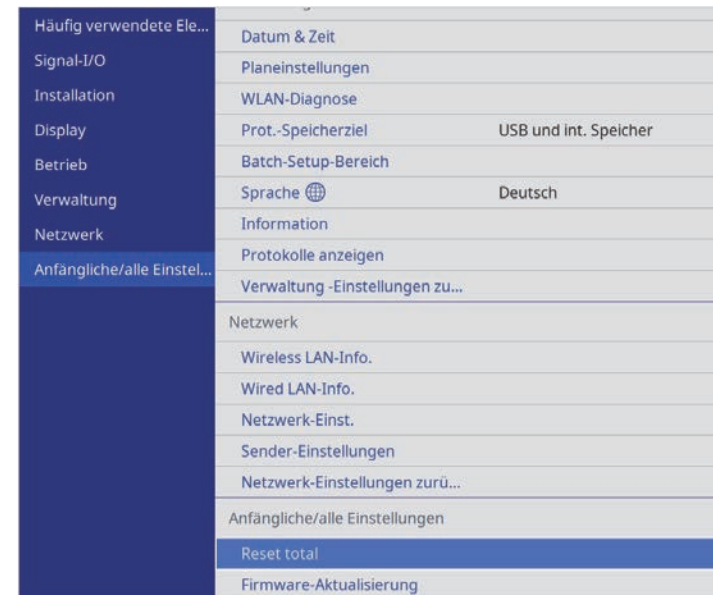 Häufig verwendete Ele...
Signal-I/O
Installation
Display
Betrieb
Verwaltung
Netzwerk
Anfängliche/alle Einstel...
Datum & Zeit
Planeinstellungen
WLAN-Diagnose
Prot.-Speicherziel USB und int. Speicher
Batch-Setup-Bereich
Sprache Deutsch
Information
Protokolle anzeigen
Verwaltung -Einstellungen zu...
Netzwerk
Wireless LAN-Info.
Wired LAN-Info.
Netzwerk-Einst.
Sender-Einstellungen
Netzwerk-Einstellungen zurü...
Anfängliche/alle Einstellungen
Reset total
Firmware-Aktualisierung